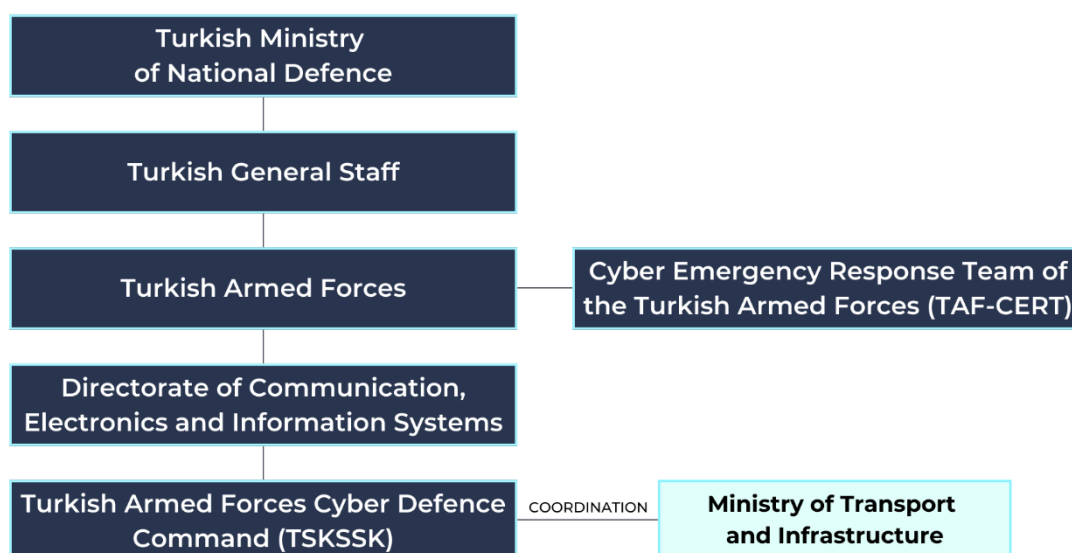 Turkish Ministry
of National Defence
Turkish General Staff
Turkish Armed Forces
Cyber Emergency Response Team of
the Turkish Armed Forces (TAF-CERT)
Directorate of Communication,
Electronics and Information Systems
Turkish Armed Forces Cyber Defence
Command (TSKSSK)
COORDINATION
Ministry of Transport
and Infrastructure